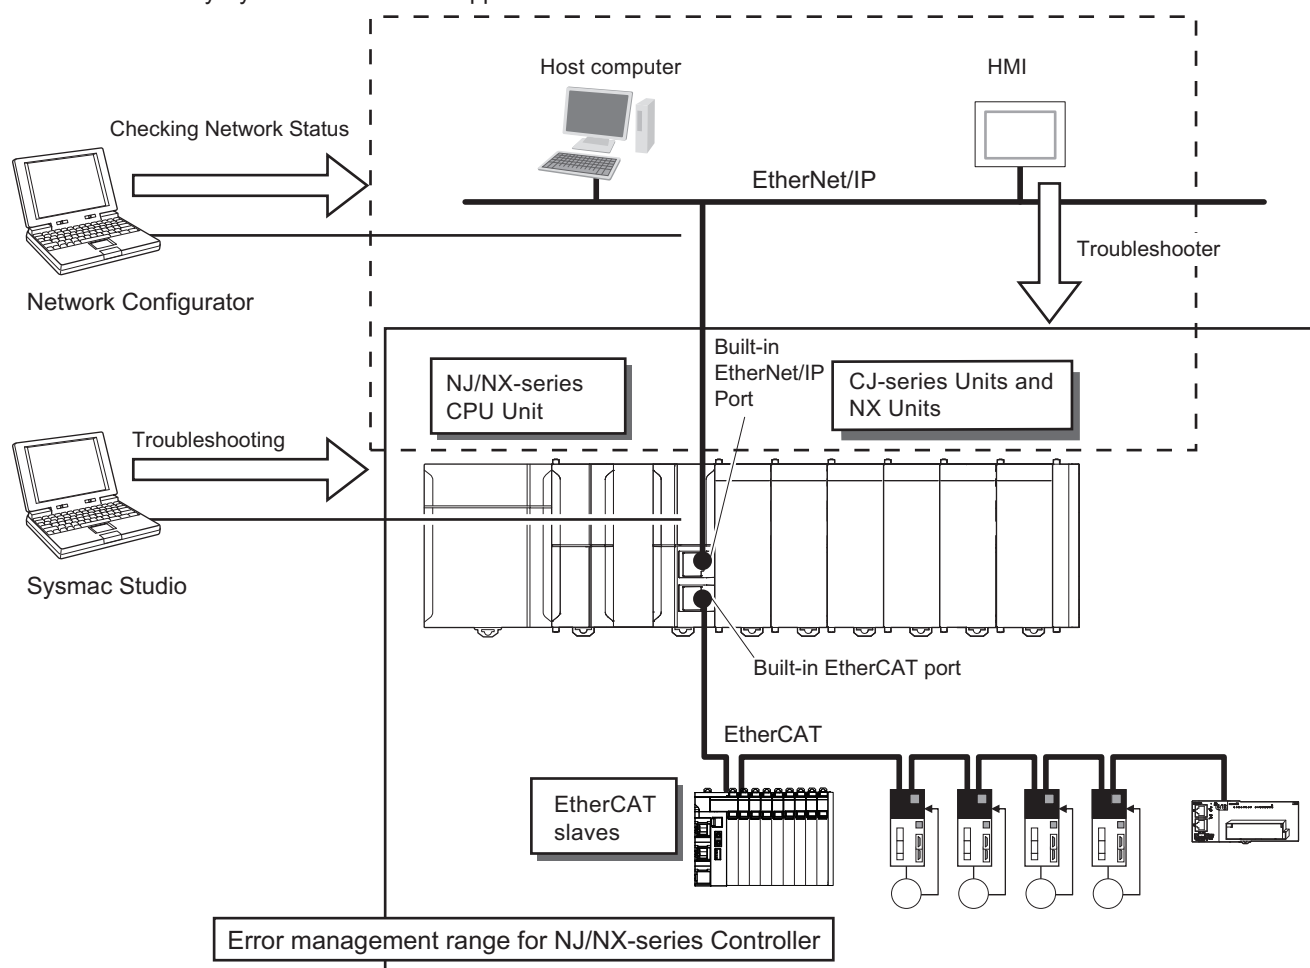 Host computer
HMI
Checking Network Status
EtherNet/IP
Troubleshooter
Network Configurator
Built-in
EtherNet/IP
Port
NJ/NX-series
CPU Unit
CJ-series Units and
NX Units
Troubleshooting
Sysmac Studio
Built-in EtherCAT port
EtherCAT
EtherCAT
slaves
Error management range for NJ/NX-series Controller